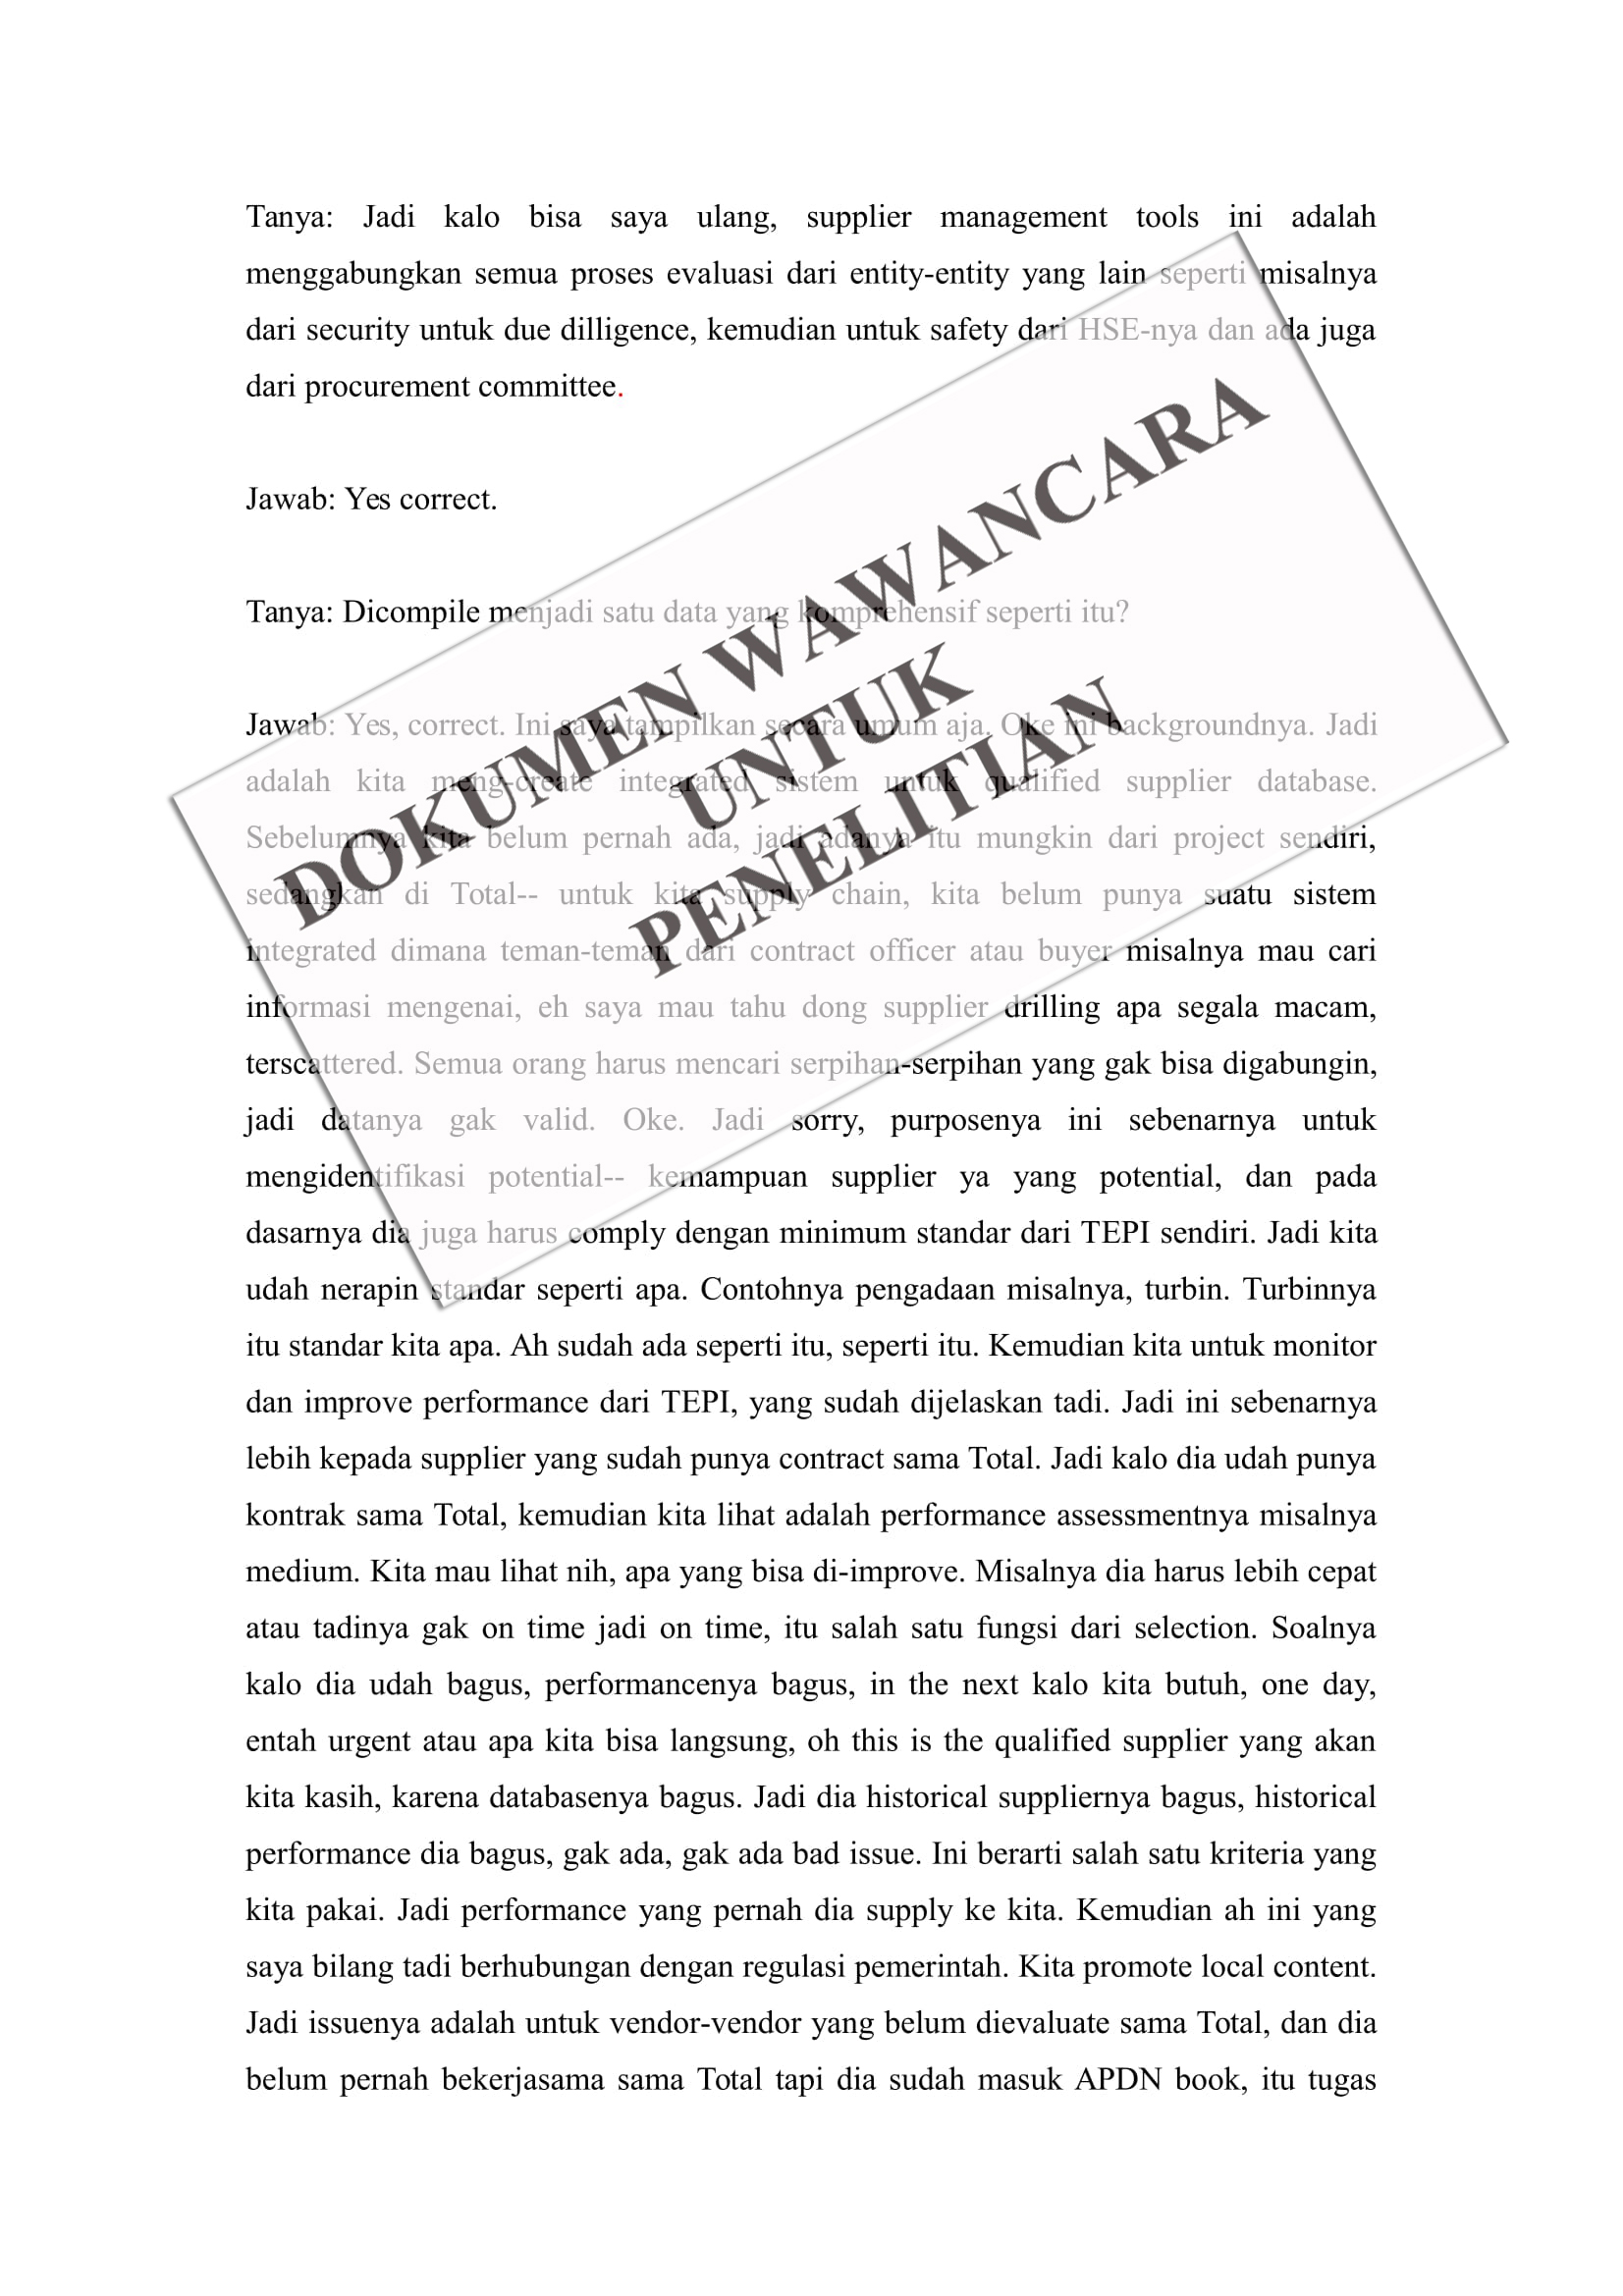 Tanya: Jadi kalo bisa saya ulang, supplier management tools ini adalah
menggabungkan semua proses evaluasi dari entity-entity yang lain seperti misalnya
dari security untuk due dilligence, kemudian untuk safety dari HSE-nya dan ada juga
dari procurement committee.
Jawab: Yes correct.
Tanya: Dicompile menjadi satu data yang komprehensif seperti itu?
Jawab: Yes, correct. Ini saya tampilkan secara umum aja. Oke ini backgroundnya. Jadi
adalah kita meng-create integrated sistem untuk qualified supplier database.
Sebelumnya kita belum pernah ada, jadi adanya itu mungkin dari project sendiri,
sedangkan di Total-- untuk kita supply chain, kita belum punya suatu sistem
integrated dimana teman-teman dari contract officer atau buyer misalnya mau cari
informasi mengenai, eh saya mau tahu dong supplier drilling apa segala macam,
terscattered. Semua orang harus mencari serpihan-serpihan yang gak bisa digabungin,
jadi datanya gak valid. Oke. Jadi sorry, purposenya ini sebenarnya untuk
mengidentifikasi potential-- kemampuan supplier ya yang potential, dan pada
dasarnya dia juga harus comply dengan minimum standar dari TEPI sendiri. Jadi kita
udah nerapin standar seperti apa. Contohnya pengadaan misalnya, turbin. Turbinnya
itu standar kita apa. Ah sudah ada seperti itu, seperti itu. Kemudian kita untuk monitor
dan improve performance dari TEPI, yang sudah dijelaskan tadi. Jadi ini sebenarnya
lebih kepada supplier yang sudah punya contract sama Total. Jadi kalo dia udah punya
kontrak sama Total, kemudian kita lihat adalah performance assessmentnya misalnya
medium. Kita mau lihat nih, apa yang bisa di-improve. Misalnya dia harus lebih cepat
atau tadinya gak on time jadi on time, itu salah satu fungsi dari selection. Soalnya
kalo dia udah bagus, performancenya bagus, in the next kalo kita butuh, one day,
entah urgent atau apa kita bisa langsung, oh this is the qualified supplier yang akan
kita kasih, karena databasenya bagus. Jadi dia historical suppliernya bagus, historical
performance dia bagus, gak ada, gak ada bad issue. Ini berarti salah satu kriteria yang
kita pakai. Jadi performance yang pernah dia supply ke kita. Kemudian ah ini yang
saya bilang tadi berhubungan dengan regulasi pemerintah. Kita promote local content.
Jadi issuenya adalah untuk vendor-vendor yang belum dievaluate sama Total, dan dia
belum pernah bekerjasama sama Total tapi dia sudah masuk APDN book, itu tugas
DOKUMEN WAWANCARA
UNTUK
PENELITIAN